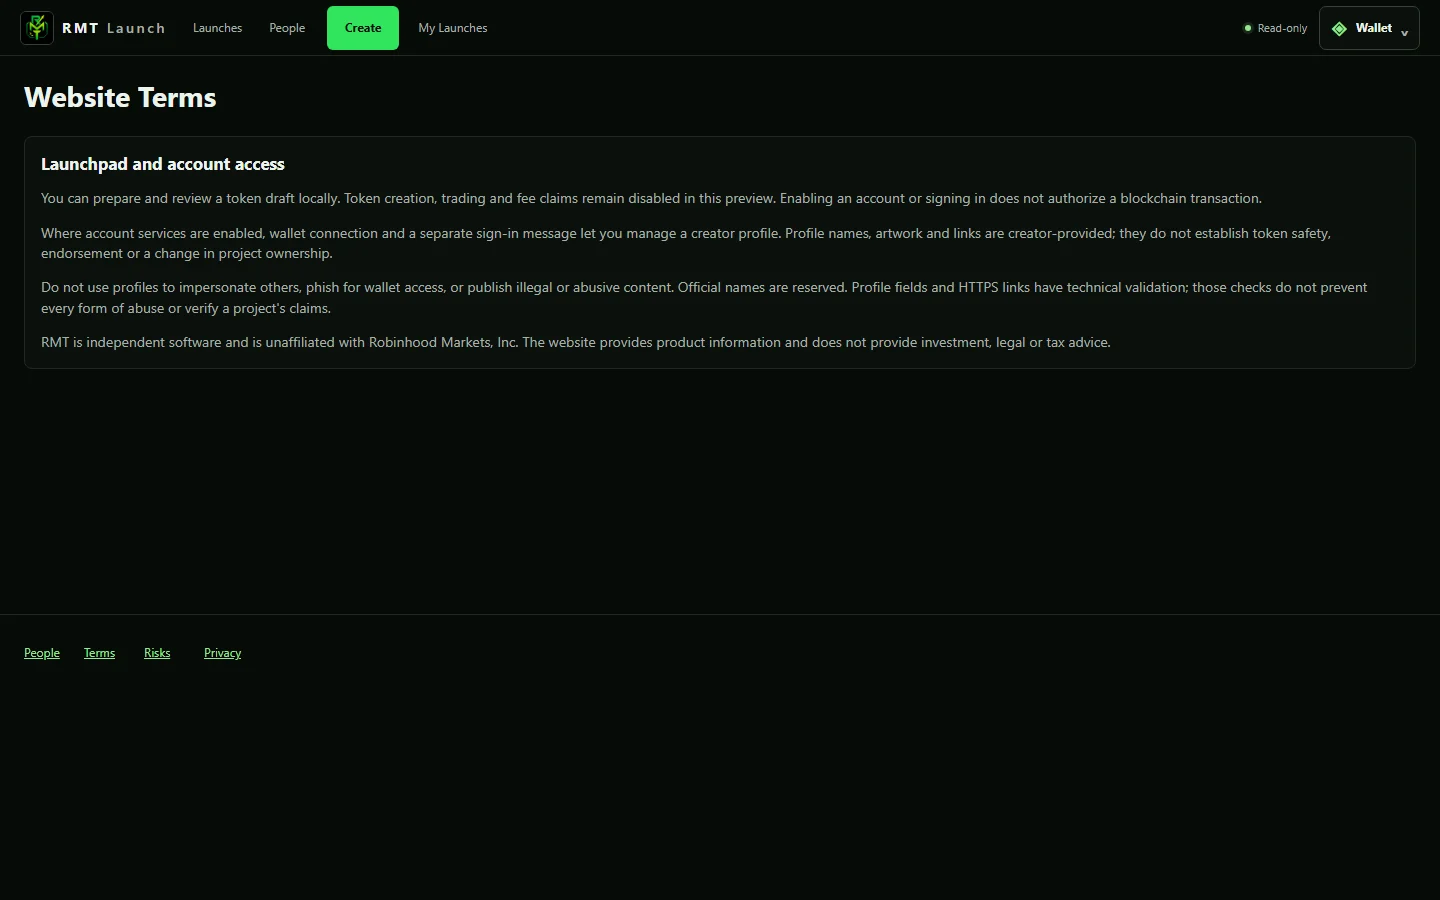 RMT Launch
Launches
People
Create
My Launches
Read-only
Wallet
Website Terms
Launchpad and account access
You can prepare and review a token draft locally. Token creation, trading and fee claims remain disabled in this preview. Enabling an account or signing in does not authorize a blockchain transaction.
Where account services are enabled, wallet connection and a separate sign-in message let you manage a creator profile. Profile names, artwork and links are creator-provided; they do not establish token safety,
endorsement or a change in project ownership.
Do not use profiles to impersonate others, phish for wallet access, or publish illegal or abusive content. Official names are reserved. Profile fields and HTTPS links have technical validation; those checks do not prevent
every form of abuse or verify a project's claims.
RMT is independent software and is unaffiliated with Robinhood Markets, Inc. The website provides product information and does not provide investment, legal or tax advice.
People
Terms
Risks
Privacy